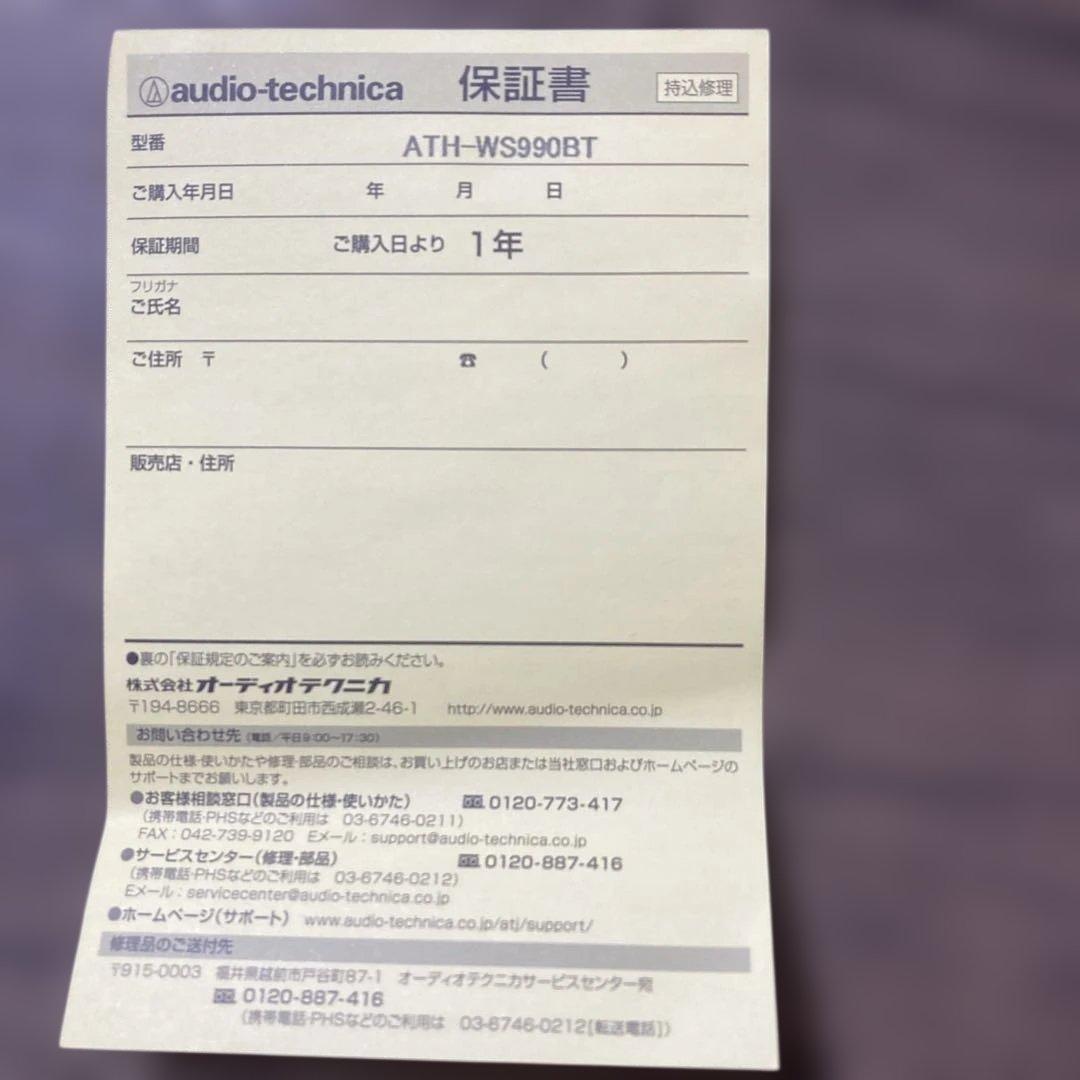 audio-technica 保証書 持込修理
型番 ATH-WS990BT
ご購入年月日 年 月 日
保証期間 ご購入日より 1年
フリガナ
ご氏名
ご住所 〒 ☎ ( )
販売店・住所
●裏の「保証規定のご案内」を必ずお読みください。
株式会社オーディオテクニカ
〒194-8666 東京都町田市西成瀬2-46-1 http://www.audio-technica.co.jp
お問い合わせ先(電話/平日9:00〜17:30)
製品の仕様・使いかたや修理・部品のご相談は、お買い上げのお店または当社窓口およびホームページの
サポートまでお願いします。
●お客様相談窓口(製品の仕様・使いかた) 0120-773-417
(携帯電話・PHSなどのご利用は 03-6746-0211)
FAX:042-739-9120 Eメール:support@audio-technica.co.jp
●サービスセンター(修理・部品) 0120-887-416
(携帯電話・PHSなどのご利用は 03-6746-0212)
Eメール:servicecenter@audio-technica.co.jp
●ホームページ(サポート) www.audio-technica.co.jp/atj/support/
修理品のご送付先
〒915-0003 福井県越前市戸谷町87-1 オーディオテクニカサービスセンター宛
0120-887-416
(携帯電話・PHSなどのご利用は 03-6746-0212[転送電話])